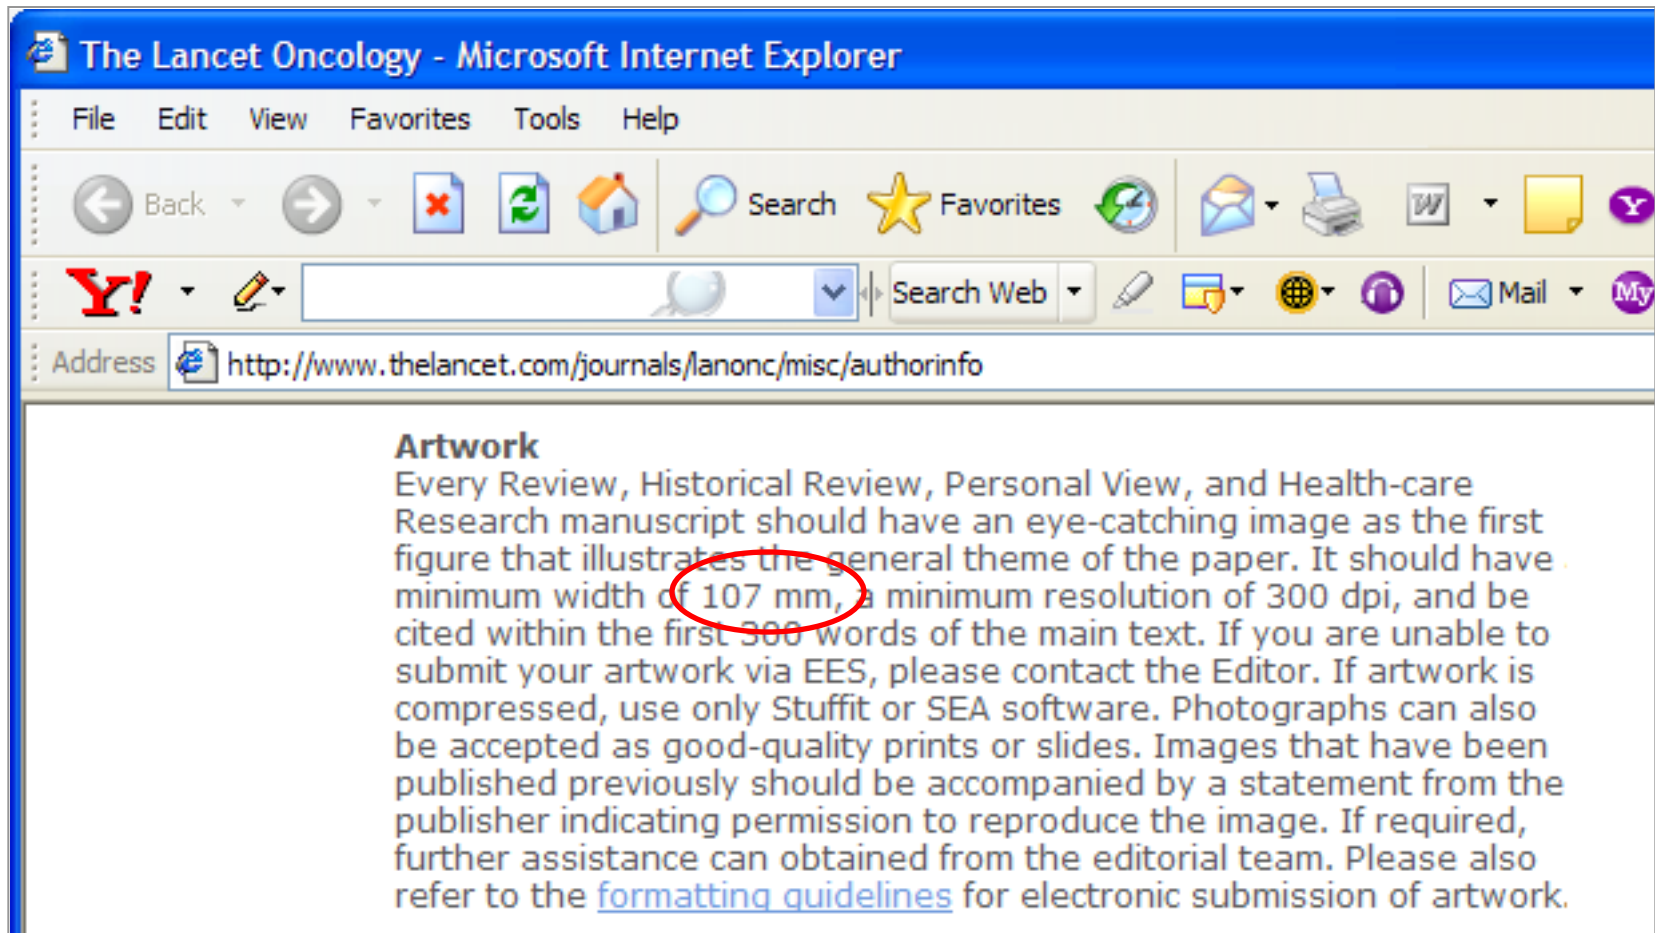 The Lancet Oncology - Microsoft Internet Explorer
File Edit View Favorites Tools Help
Back Search Favorites W Y
Y! Search Web Mail My
Address http://www.thelancet.com/journals/lanonc/misc/authorinfo
Artwork
Every Review, Historical Review, Personal View, and Health-care
Research manuscript should have an eye-catching image as the first
figure that illustrates the general theme of the paper. It should have
minimum width of 107 mm, a minimum resolution of 300 dpi, and be
cited within the first 300 words of the main text. If you are unable to
submit your artwork via EES, please contact the Editor. If artwork is
compressed, use only Stuffit or SEA software. Photographs can also
be accepted as good-quality prints or slides. Images that have been
published previously should be accompanied by a statement from the
publisher indicating permission to reproduce the image. If required,
further assistance can obtained from the editorial team. Please also
refer to the formatting guidelines for electronic submission of artwork.